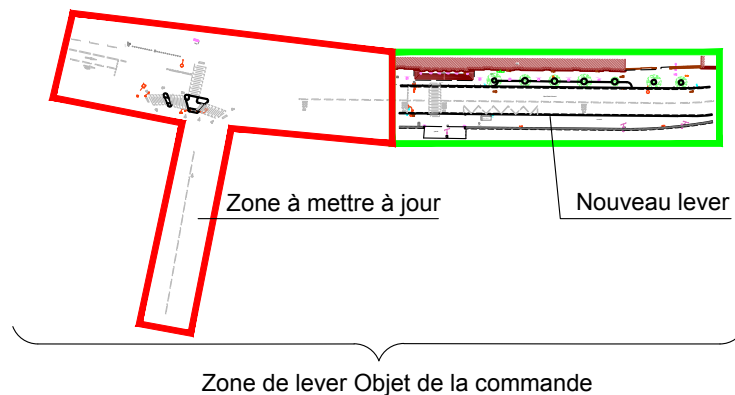 Zone à mettre à jour
Nouveau lever
Zone de lever Objet de la commande